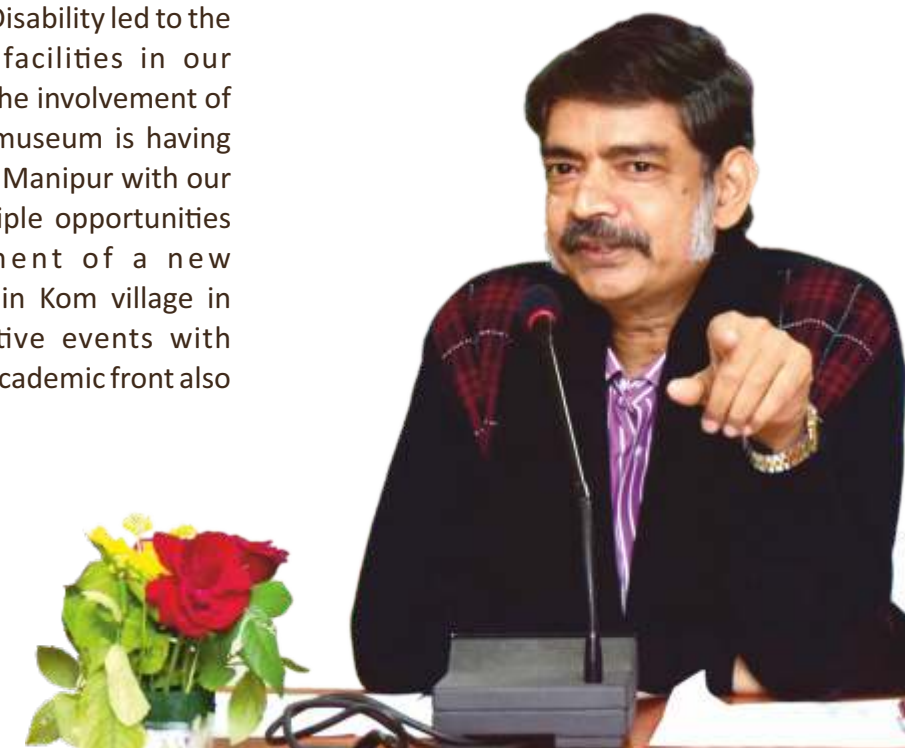 Disability led to the
facilities in our
he involvement of
museum is having
Manipur with our
iple opportunities
ment of a new
in Kom village in
tive events with
cademic front also